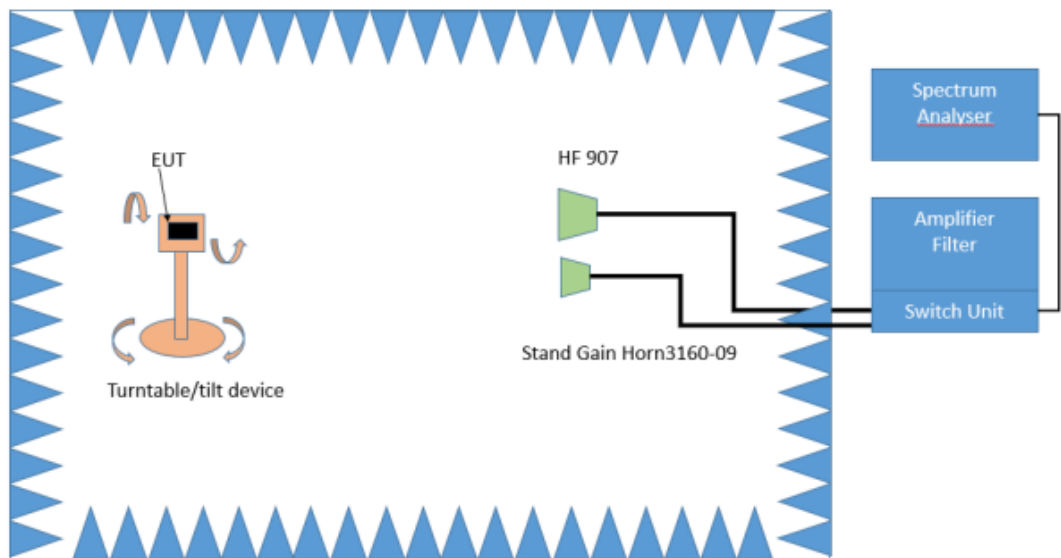 EUT
HF 907
Spectrum
Analyser
Amplifier
Filter
Switch Unit
Stand Gain Horn3160-09
Turntable/tilt device